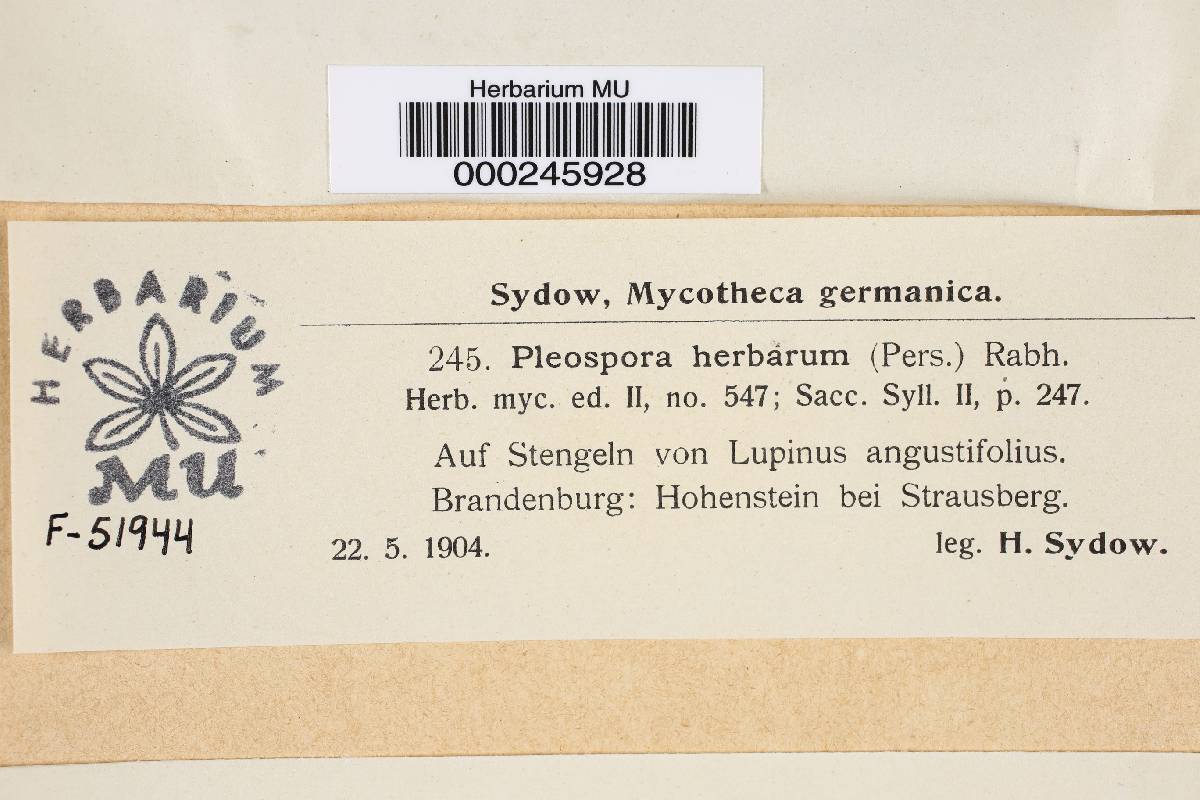 Herbarium MU
000245928
HERBARIUM
MU
F-51944
Sydow, Mycotheca germanica.
245. Pleospora herbarum (Pers.) Rabh.
Herb. myc. ed. II, no. 547; Sacc. Syll. II, p. 247.
Auf Stengeln von Lupinus angustifolius.
Brandenburg: Hohenstein bei Strausberg.
22. 5. 1904. leg. H. Sydow.